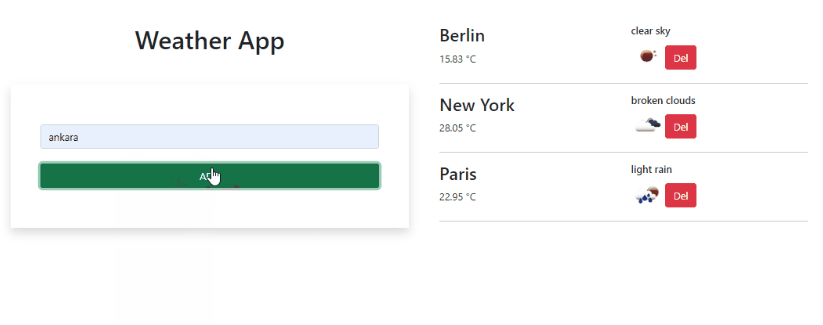 Weather App
ankara
Berlin
15.83 °C
clear sky
Del
New York
28.05 °C
broken clouds
Del
Paris
22.95 °C
light rain
Del